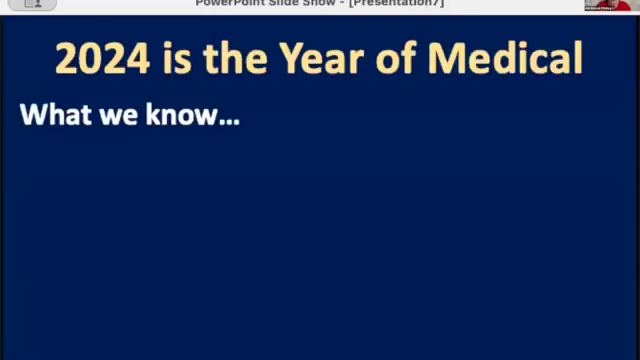 PowerPoint Slide Show - [Presentation7]
2024 is the Year of Medical
What we know...